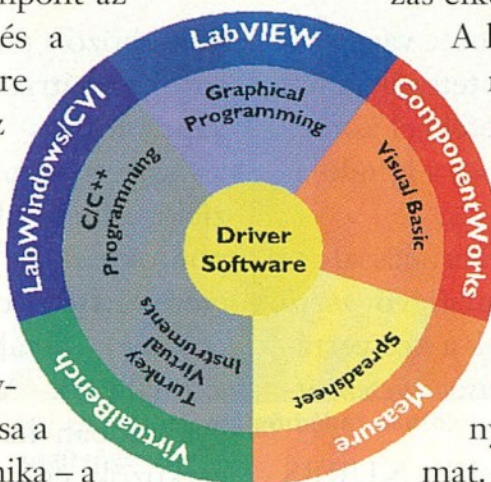 és a
re
LabVIEW
Graphical
Programming
ComponentWorks
Visual Basic
LabWindows/CVI
C/C++
Programming
Driver
Software
Turnkey
Virtual
Instruments
VirtualBench
Spreadsheet
Measure
sa a
nika – a
mat.